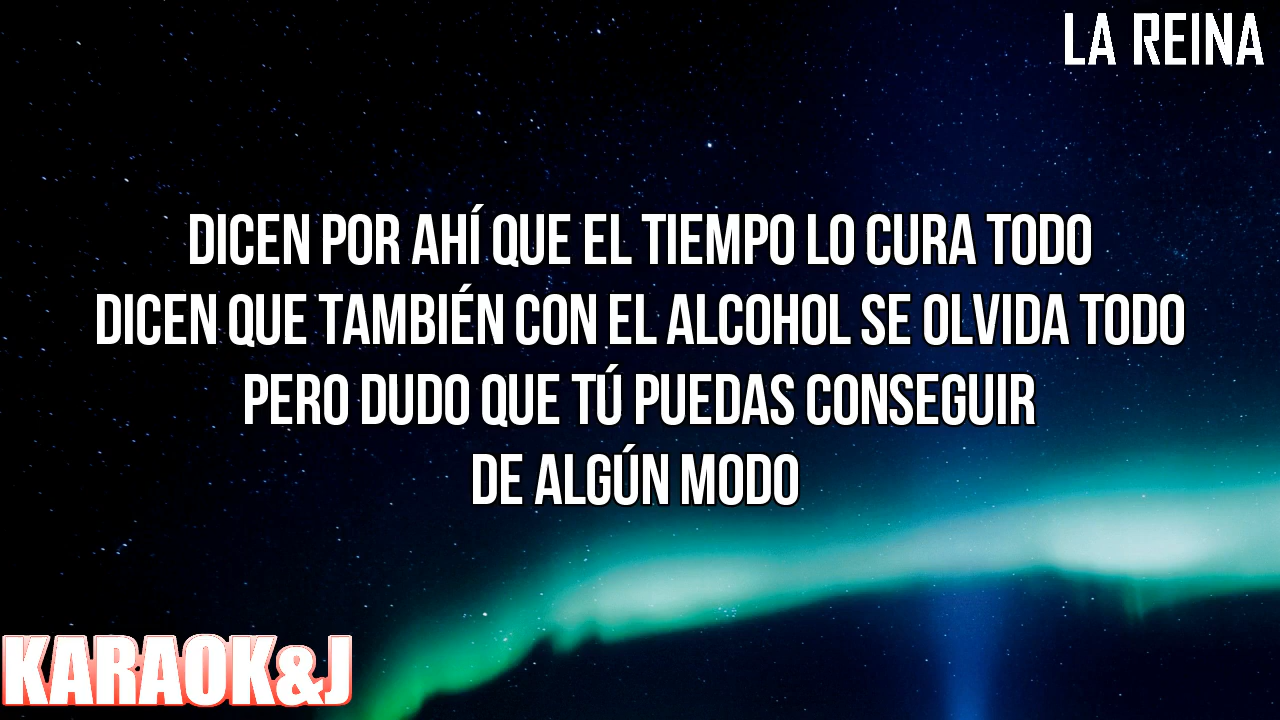 LA REINA
DICEN POR AHÍ QUE EL TIEMPO LO CURA TODO
DICEN QUE TAMBIÉN CON EL ALCOHOL SE OLVIDA TODO
PERO DUDO QUE TÚ PUEDAS CONSEGUIR
DE ALGÚN MODO
KARAOK&J